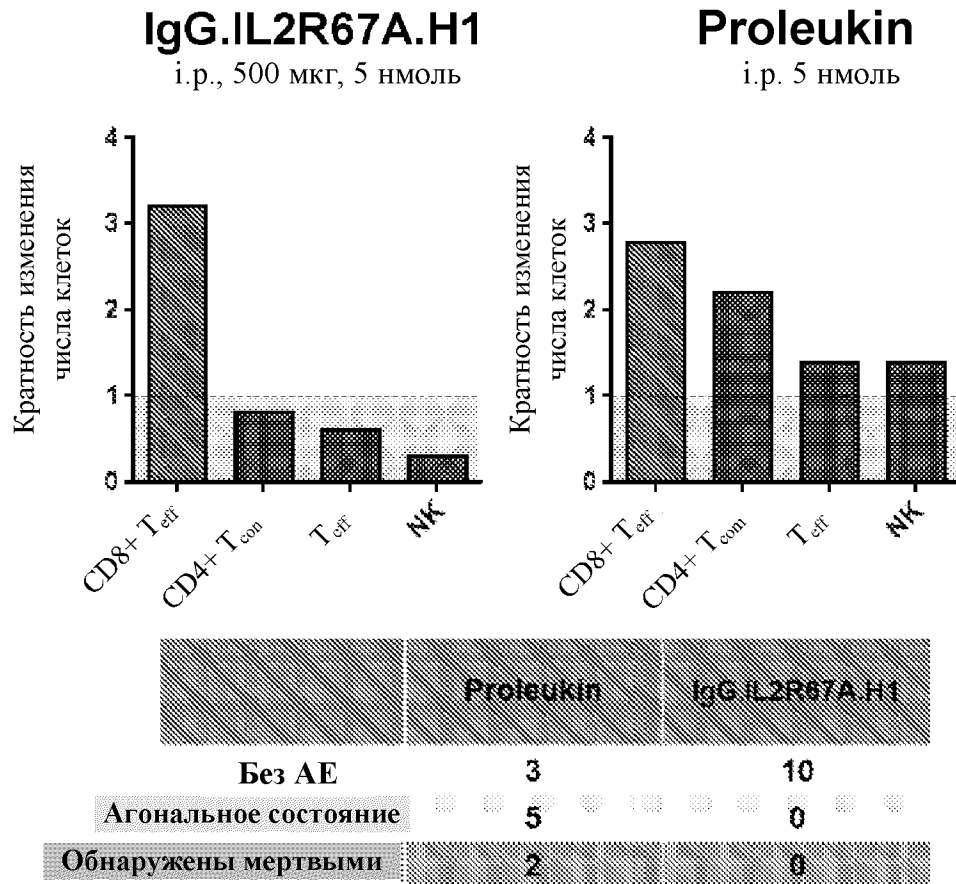 IgG.IL2R67A.H1
i.p., 500 мкг, 5 нмоль
Кратность изменения
числа клеток
4
3
2
1
0
CD8+ Teff
CD4+ Tcon
Teff
NK
Proleukin
i.p. 5 нмоль
Кратность изменения
числа клеток
4
3
2
1
0
CD8+ Teff
CD4+ Tcom
Teff
NK
Proleukin IgG.IL2R67A.H1
Без АЕ 3 10
Агональное состояние 5 0
Обнаружены мертвыми 2 0